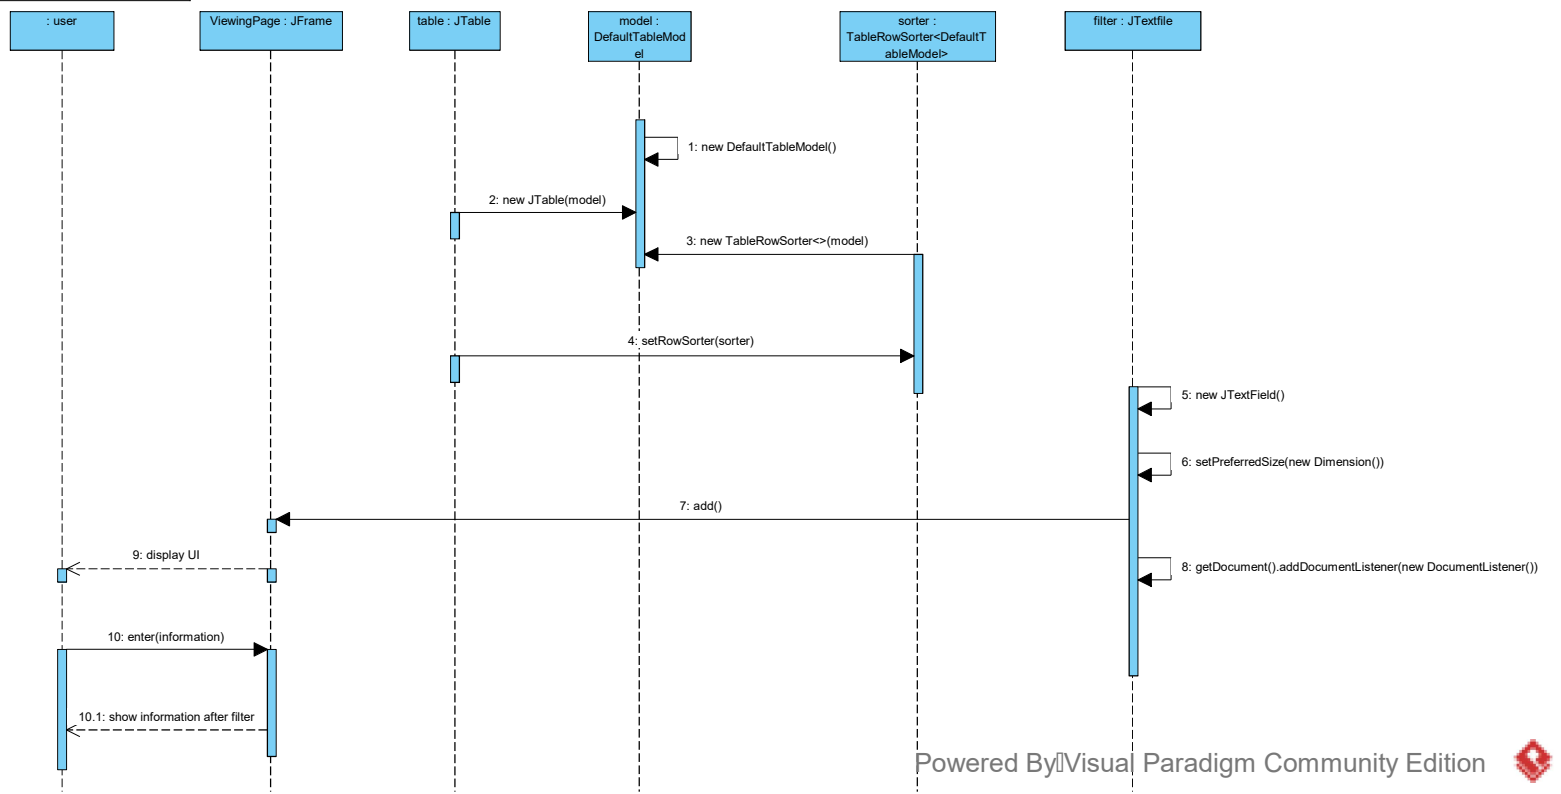 : user
ViewingPage : JFrame
table : JTable
model :
DefaultTableMod
el
sorter :
TableRowSorter<DefaultT
ableModel>
filter : JTextfile
1: new DefaultTableModel()
2: new JTable(model)
3: new TableRowSorter<>(model)
4: setRowSorter(sorter)
5: new JTextField()
6: setPreferredSize(new Dimension())
7: add()
9: display UI
8: getDocument().addDocumentListener(new DocumentListener())
10: enter(information)
10.1: show information after filter
Powered By Visual Paradigm Community Edition